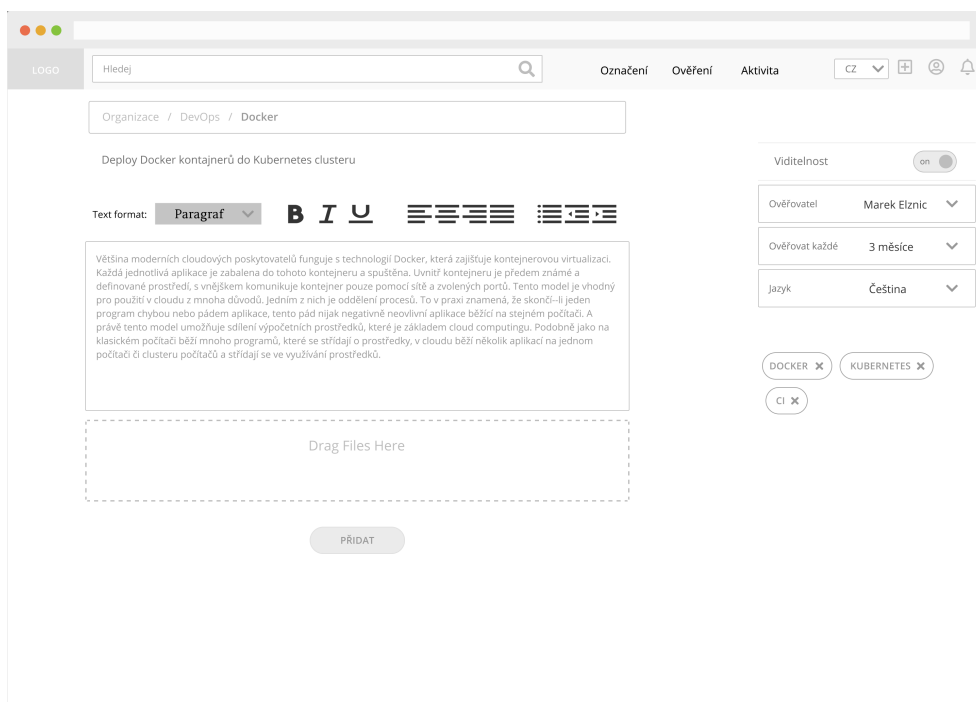 LOGO
Hledej
Označení Ověření Aktivita
CZ
Organizace / DevOps / Docker
Deploy Docker kontajnerů do Kubernetes clusteru
Viditelnost
on
Text format: Paragraf
B I U
Ověřovatel Marek Elznic
Ověřovat každé 3 měsíce
Jazyk Čeština
Většina moderních cloudových poskytovatelů funguje s technologií Docker, která zajišťuje kontejnerovou virtualizaci.
Každá jednotlivá aplikace je zabalena do tohoto kontejneru a spuštěna. Uvnitř kontejneru je předem známé a
definované prostředí, s vnějškem komunikuje kontejner pouze pomocí sítě a zvolených portů. Tento model je vhodný
pro použití v cloudu z mnoha důvodů. Jedním z nich je oddělení procesů. To v praxi znamená, že skončí--li jeden
program chybou nebo pádem aplikace, tento pád nijak negativně neovlivní aplikace běžící na stejném počítači. A
právě tento model umožňuje sdílení výpočetních prostředků, které je základem cloud computingu. Podobně jako na
klasickém počítači běží mnoho programů, které se střídají o prostředky, v cloudu běží několik aplikací na jednom
počítači či clusteru počítačů a střídají se ve využívání prostředků.
DOCKER KUBERNETES
CI
Drag Files Here
PŘIDAT